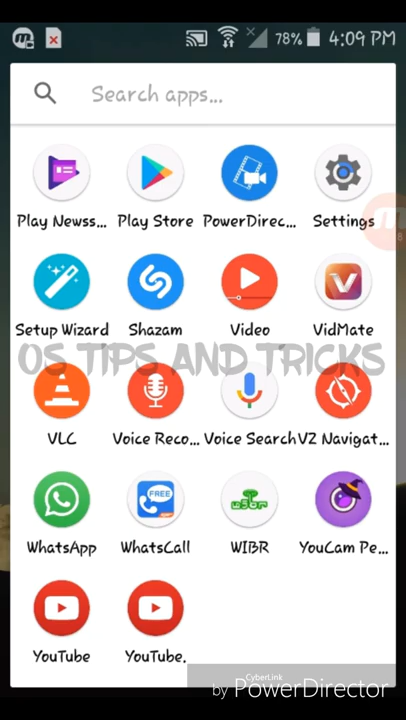 78% 4:09 PM
Search apps...
Play Newss... Play Store PowerDirec... Settings
Setup Wizard Shazam Video VidMate
OS TIPS AND TRICKS
VLC Voice Reco... Voice Search VZ Navigat...
FREE
wibr
WhatsApp WhatsCall WIBR YouCam Pe...
YouTube YouTube.
CyberLink
by PowerDirector